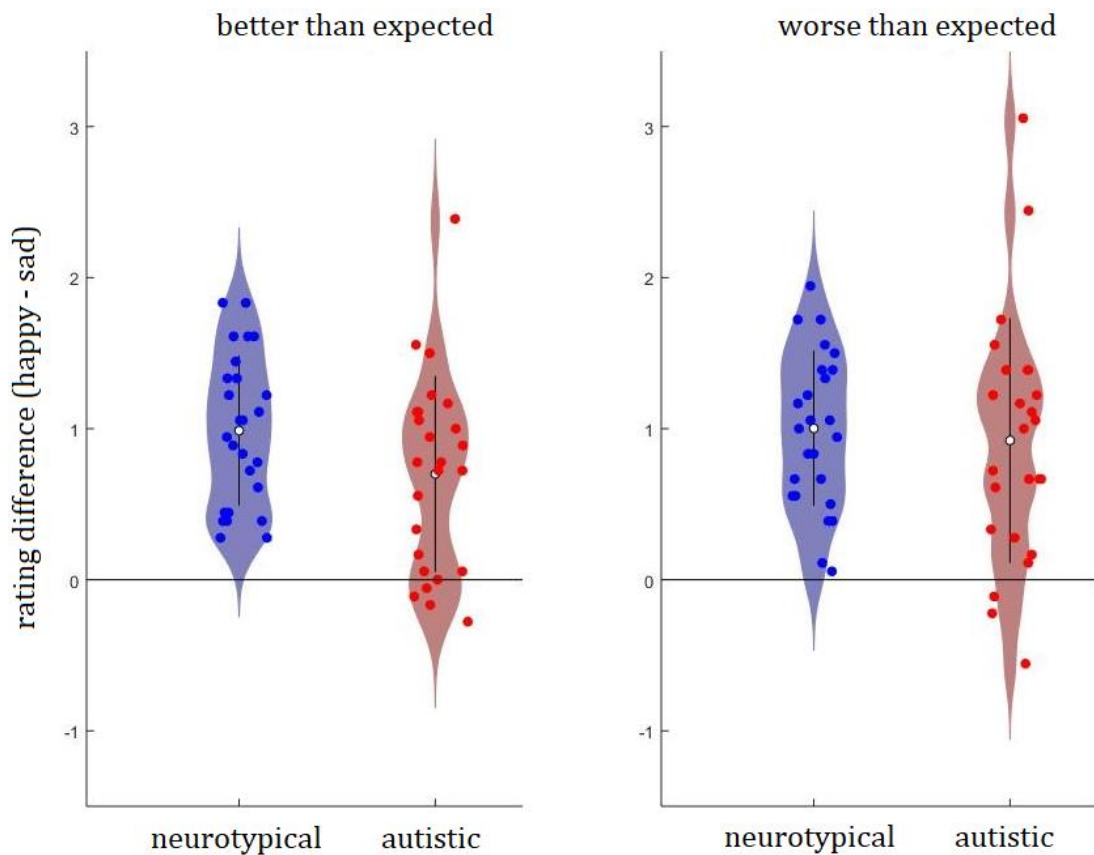 better than expected
worse than expected
rating difference (happy - sad)
3
2
1
0
-1
3
2
1
0
-1
neurotypical
autistic
neurotypical
autistic